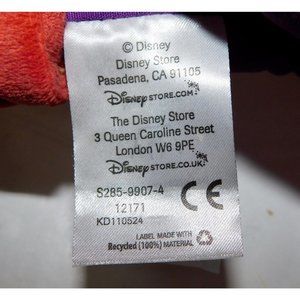 © Disney
Disney Store
Pasadena, CA 91105
DISNEYSTORE.COM
The Disney Store
3 Queen Caroline Street
London W6 9PE
DISNEYSTORE.CO.UK
S285-9907-4
12171
KD110524
CE
LABEL MADE WITH
Recycled (100%) MATERIAL